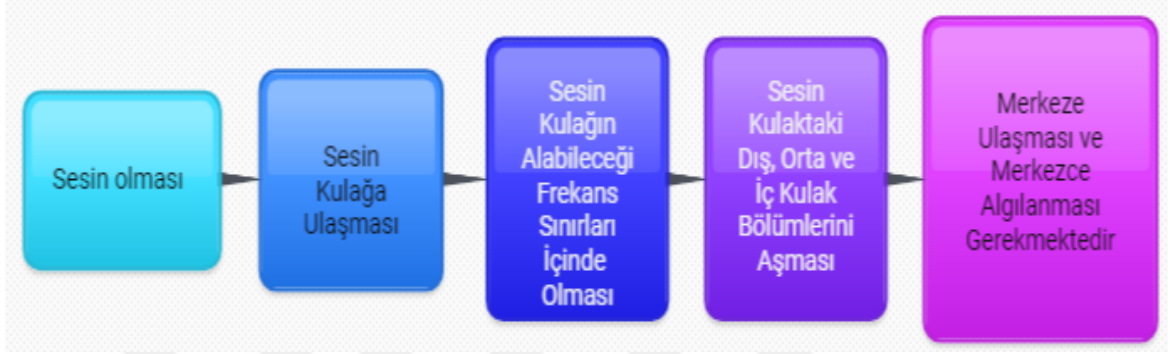 Sesin olması
Sesin
Kulağa
Ulaşması
Sesin
Kulağın
Alabileceği
Frekans
Sınırları
İçinde
Olması
Sesin
Kulaktaki
Dış, Orta ve
İç Kulak
Bölümlerini
Aşması
Merkeze
Ulaşması ve
Merkezce
Algılanması
Gerekmektedir